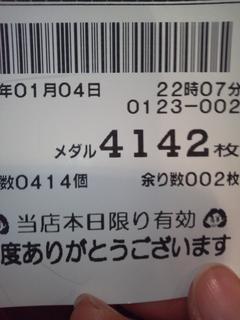 年01月04日 22時07分
0123-002
メダル 4142枚
数0414個 余り数002枚
当店本日限り有効
度ありがとうございます